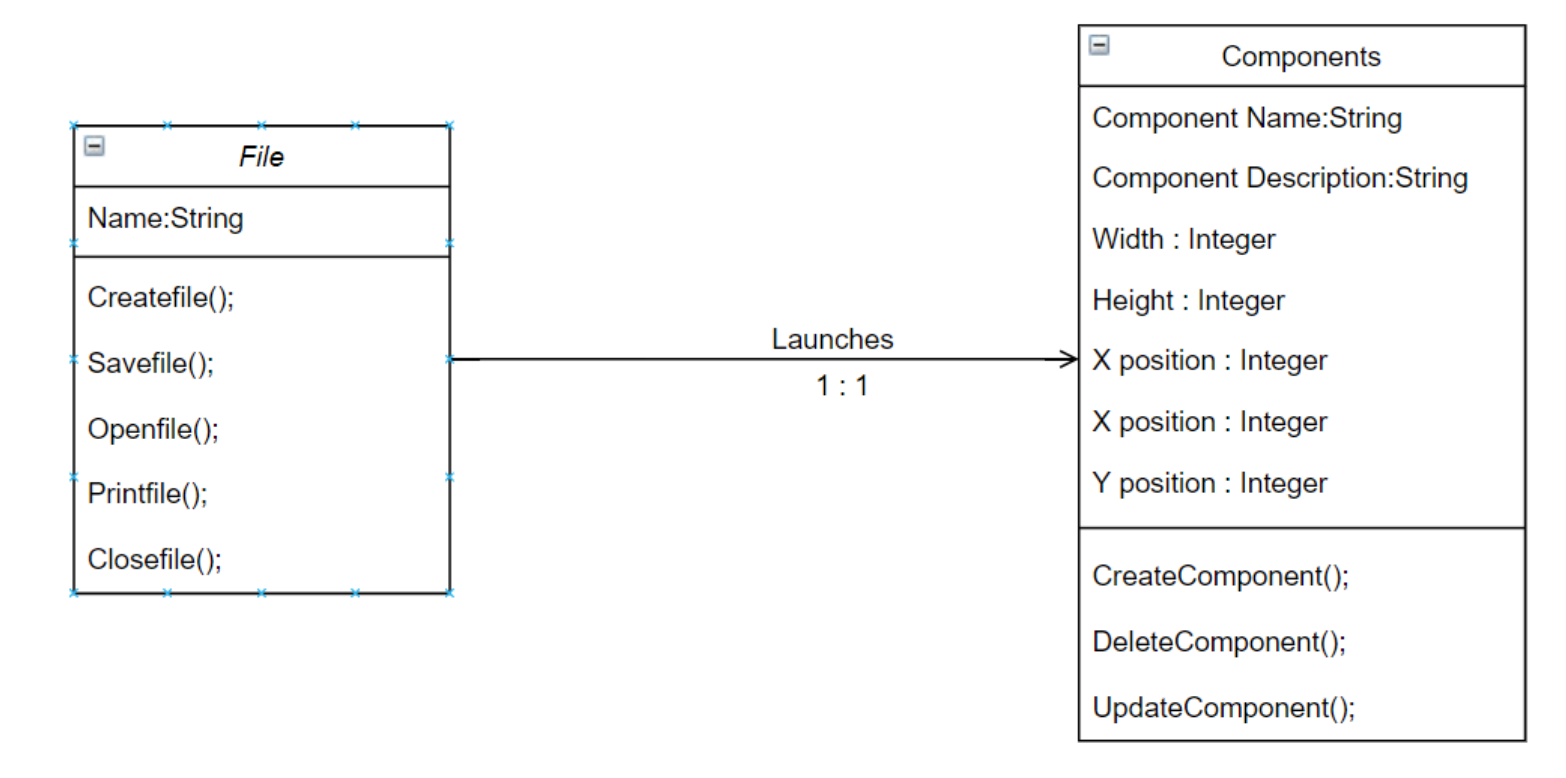 File
Name:String
Createfile();
Savefile();
Openfile();
Printfile();
Closefile();
Launches
1 : 1
Components
Component Name:String
Component Description:String
Width : Integer
Height : Integer
X position : Integer
X position : Integer
Y position : Integer
CreateComponent();
DeleteComponent();
UpdateComponent();